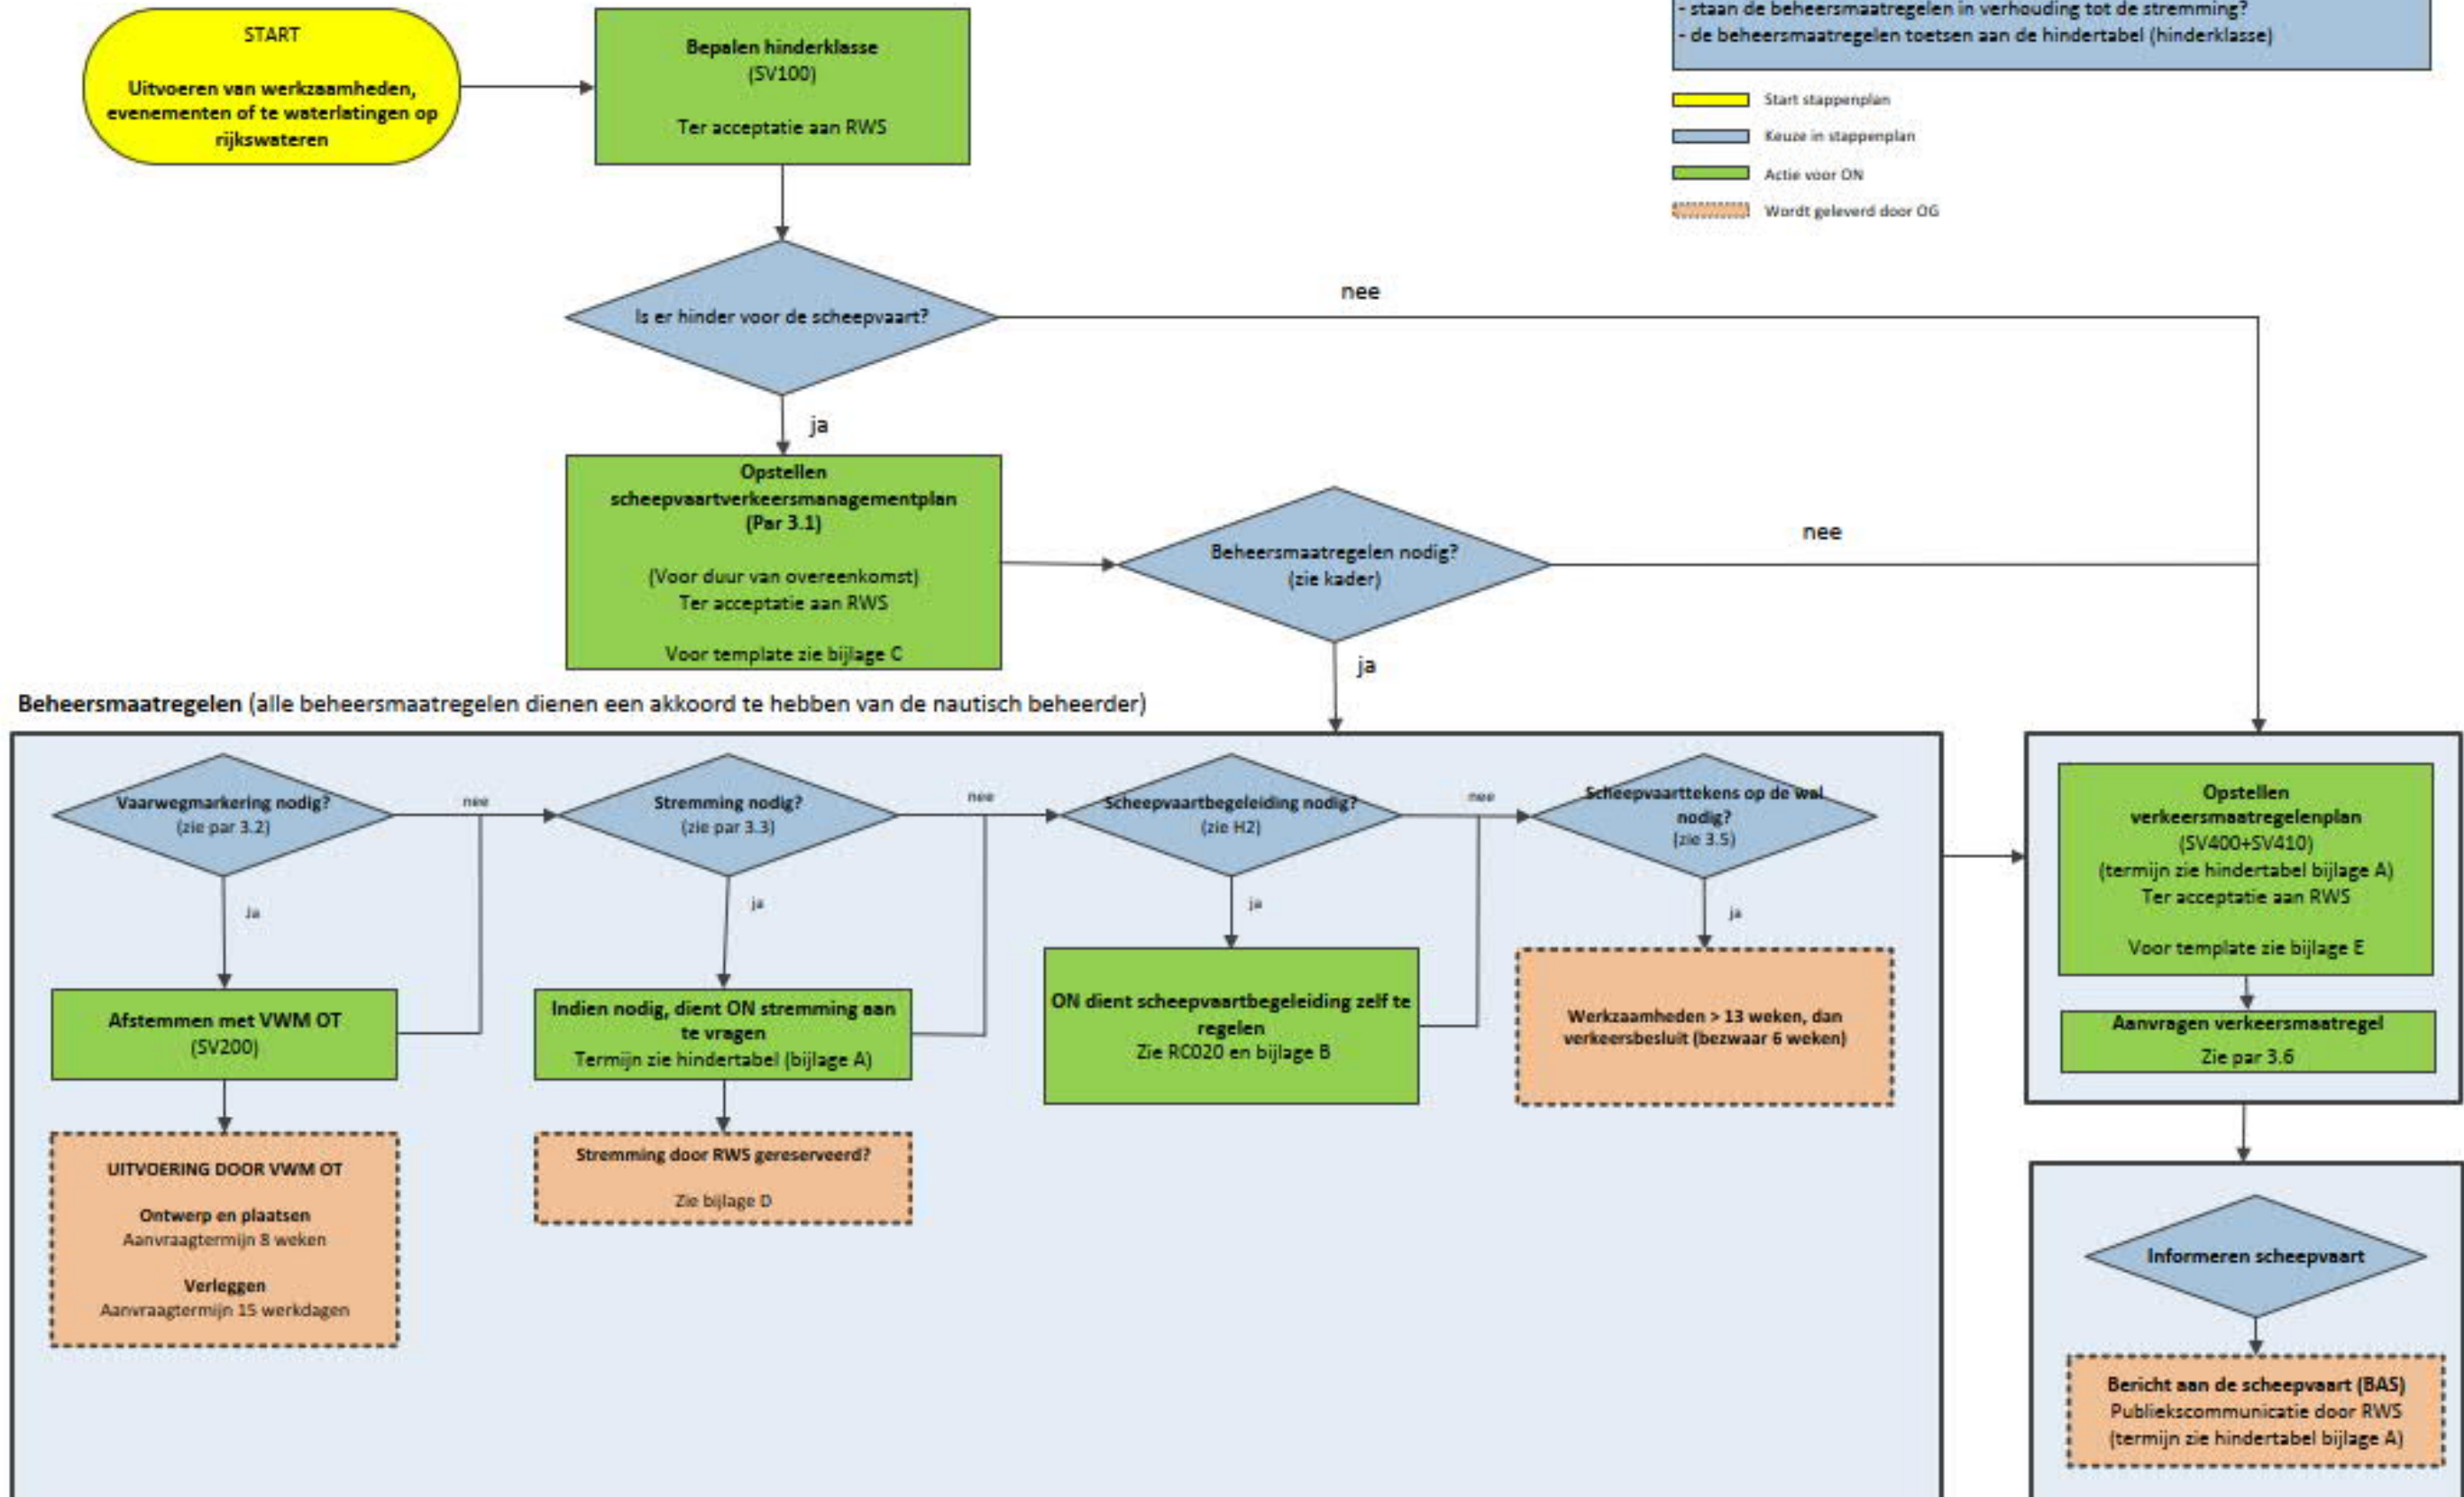 START
Uitvoeren van werkzaamheden,
evenementen of te waterlatingen op
rijkswateren
Bepalen hinderklasse
(SV100)
Ter acceptatie aan RWS
- staan de beheersmaatregelen in verhouding tot de stremming?
- de beheersmaatregelen toetsen aan de hindertabel (hinderklasse)
Start stappenplan
Keuze in stappenplan
Actie voor ON
Wordt geleverd door OG
Is er hinder voor de scheepvaart?
nee
ja
Opstellen
scheepvaartverkeersmanagementplan
(Par 3.1)
(Voor duur van overeenkomst)
Ter acceptatie aan RWS
Voor template zie bijlage C
Beheersmaatregelen nodig?
(zie kader)
nee
ja
Beheersmaatregelen (alle beheersmaatregelen dienen een akkoord te hebben van de nautisch beheerder)
Vaarwegmarkering nodig?
(zie par 3.2)
nee
Ja
Afstemmen met VWM OT
(SV200)
UITVOERING DOOR VWM OT
Ontwerp en plaatsen
Aanvraagtermijn 8 weken
Verleggen
Aanvraagtermijn 15 werkdagen
Stremming nodig?
(zie par 3.3)
nee
ja
Indien nodig, dient ON stremming aan
te vragen
Termijn zie hindertabel (bijlage A)
Stremming door RWS gereserveerd?
Zie bijlage D
Scheepvaartbegeleiding nodig?
(zie H2)
nee
ja
ON dient scheepvaartbegeleiding zelf te
regelen
Zie RC020 en bijlage B
Scheepvaarttekens op de wal
nodig?
(zie 3.5)
ja
Werkzaamheden > 13 weken, dan
verkeersbesluit (bezwaar 6 weken)
Opstellen
verkeersmaatregelenplan
(SV400+SV410)
(termijn zie hindertabel bijlage A)
Ter acceptatie aan RWS
Voor template zie bijlage E
Aanvragen verkeersmaatregel
Zie par 3.6
Informeren scheepvaart
Bericht aan de scheepvaart (BAS)
Publiekscommunicatie door RWS
(termijn zie hindertabel bijlage A)